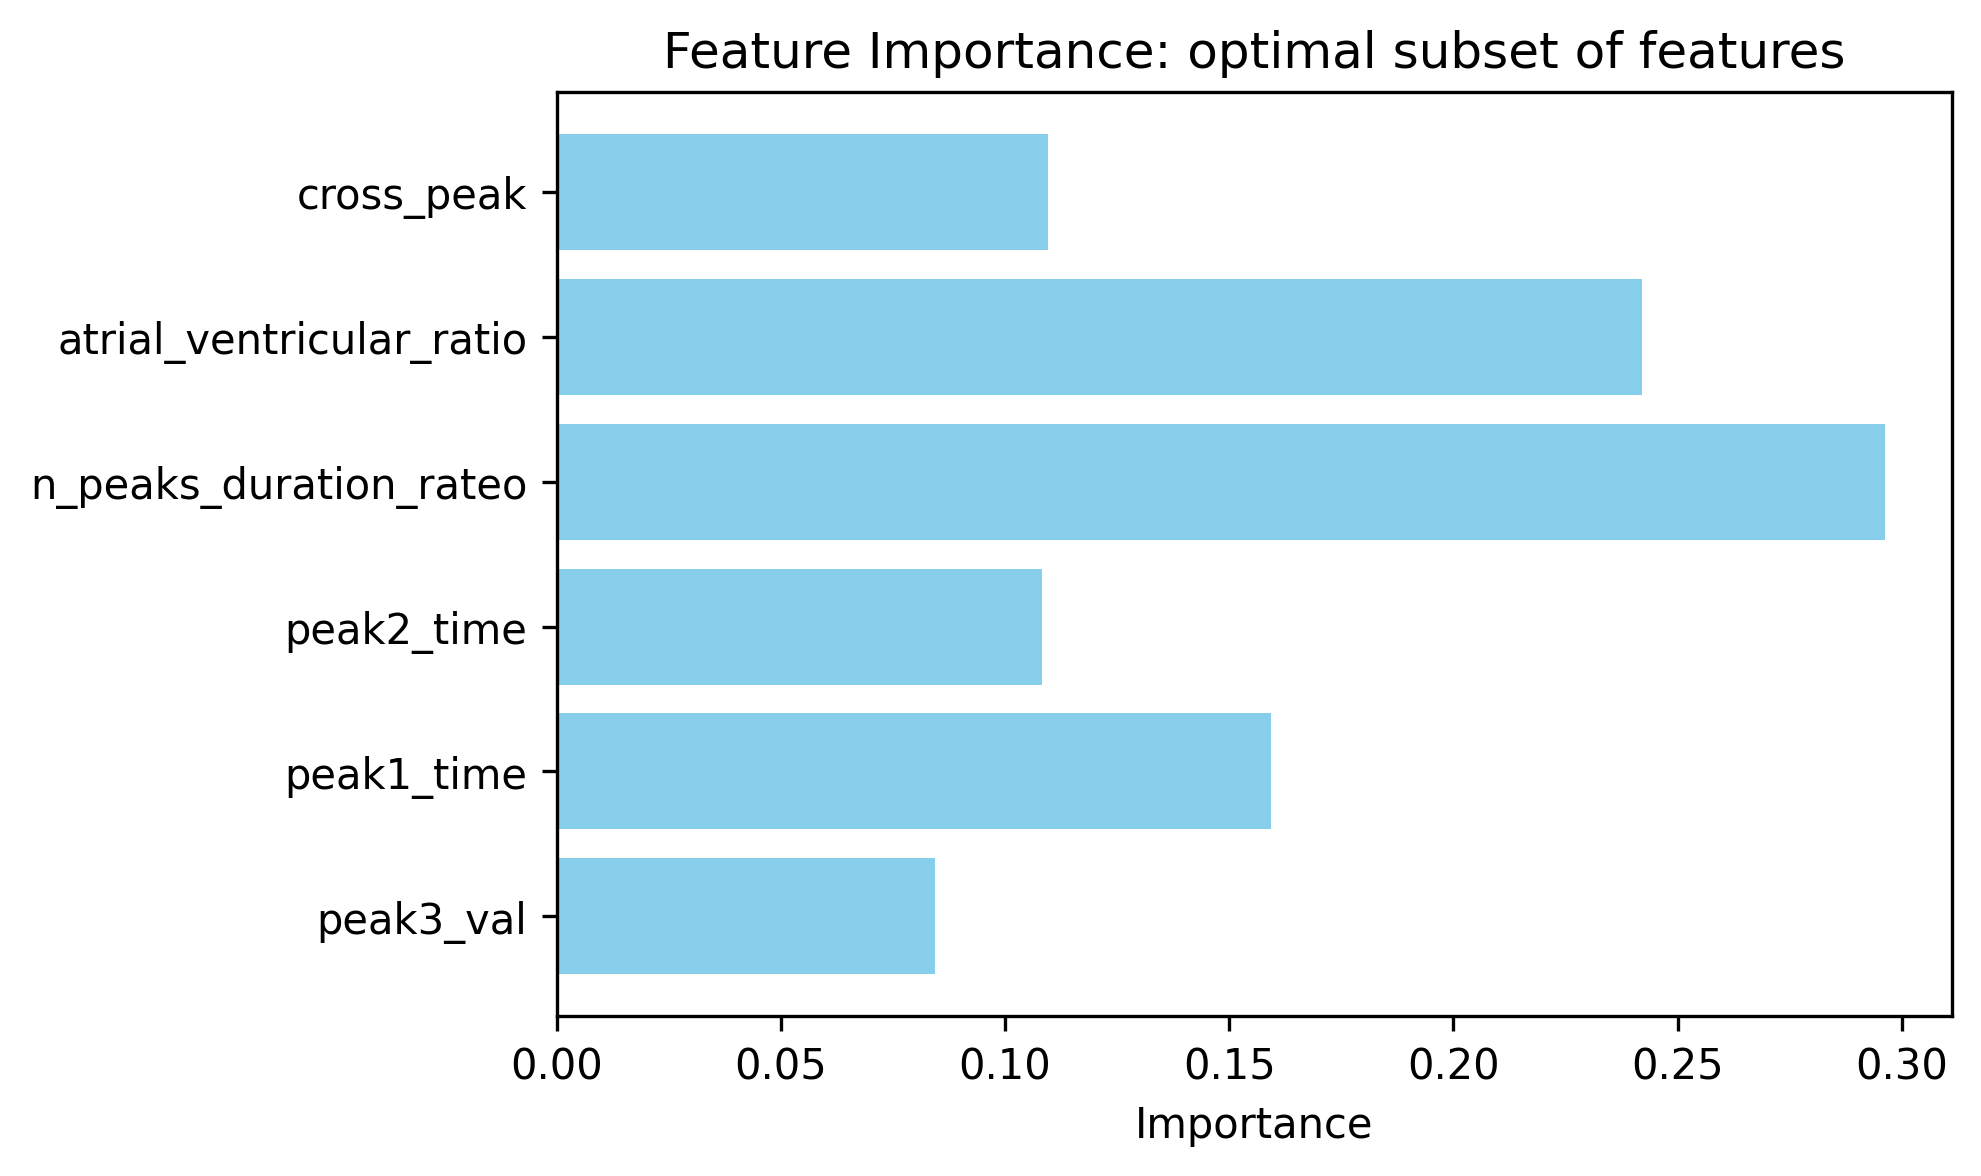 Feature Importance: optimal subset of features
cross_peak
atrial_ventricular_ratio
n_peaks_duration_rateo
peak2_time
peak1_time
peak3_val
0.00 0.05 0.10 0.15 0.20 0.25 0.30
Importance